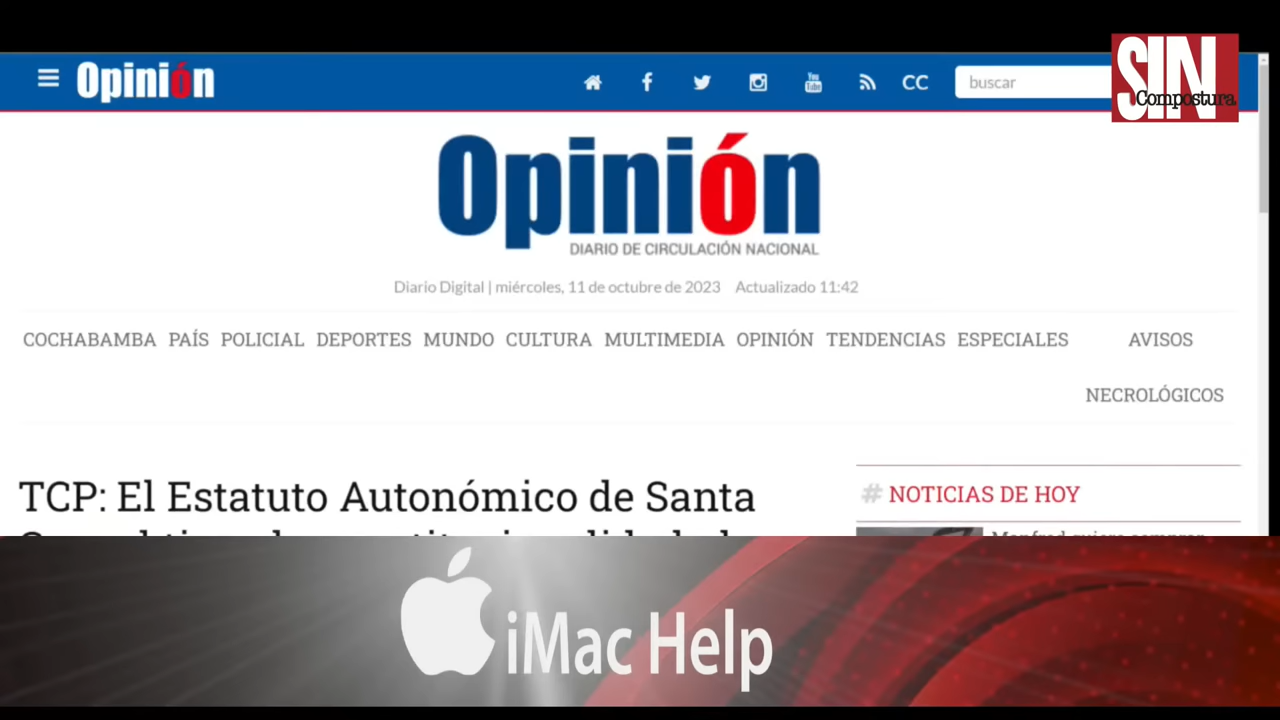 Opinión
CC
buscar
SIN
Compostura
Opinión
DIARIO DE CIRCULACIÓN NACIONAL
Diario Digital | miércoles, 11 de octubre de 2023 Actualizado 11:42
COCHABAMBA PAÍS POLICIAL DEPORTES MUNDO CULTURA MULTIMEDIA OPINIÓN TENDENCIAS ESPECIALES AVISOS
NECROLÓGICOS
TCP: El Estatuto Autonómico de Santa
# NOTICIAS DE HOY
iMac Help